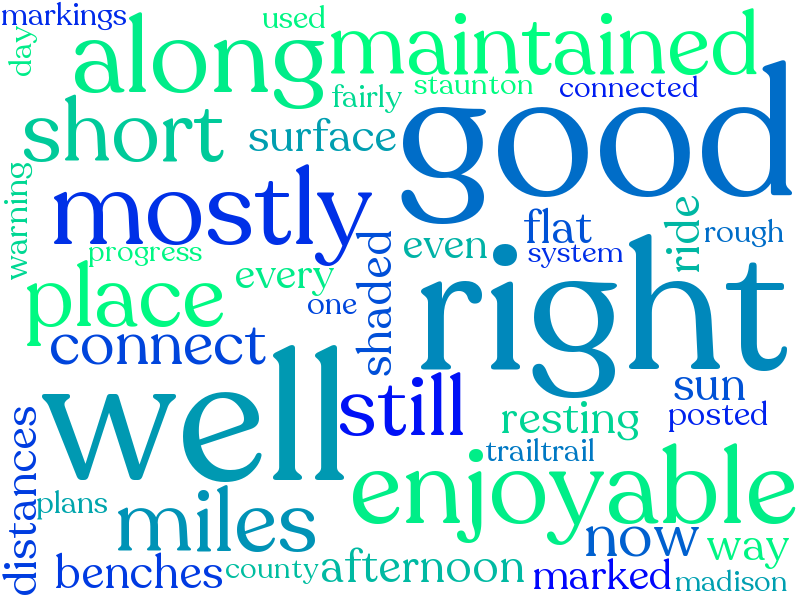 markings
used
day
along
maintained
staunton
fairly
connected
short
surface
good
warning
mostly
flat
ride
rough
even
system
progress
every
shaded
place
one
right
connect
well
still
sun
resting
posted
distances
trailtrail
plans
miles
enjoyable
now
way
benches
county
afternoon
marked
madison